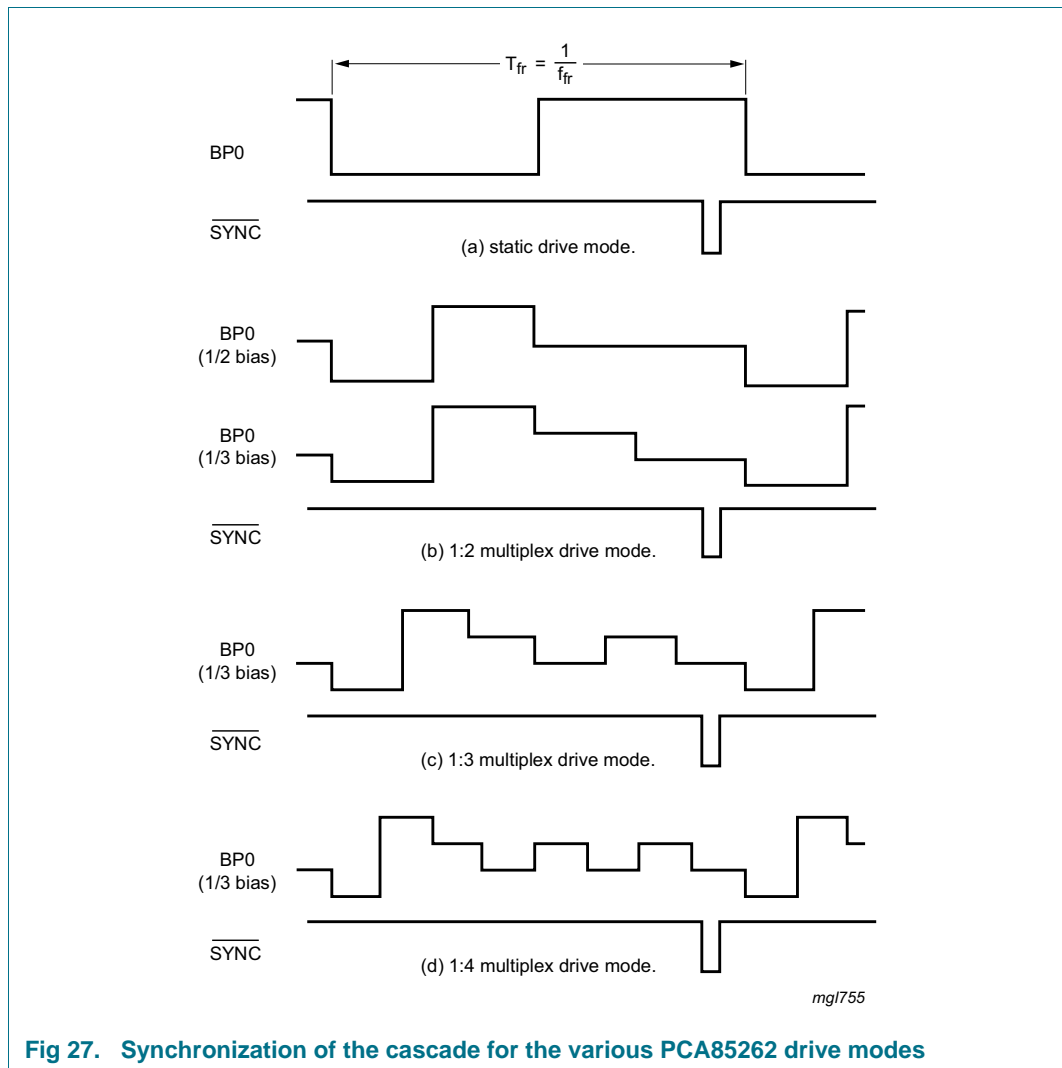 Tfr = 1
ffr
BP0
SYNC
(a) static drive mode.
BP0
(1/2 bias)
BP0
(1/3 bias)
SYNC
(b) 1:2 multiplex drive mode.
BP0
(1/3 bias)
SYNC
(c) 1:3 multiplex drive mode.
BP0
(1/3 bias)
SYNC
(d) 1:4 multiplex drive mode.
mgl755
Fig 27. Synchronization of the cascade for the various PCA85262 drive modes